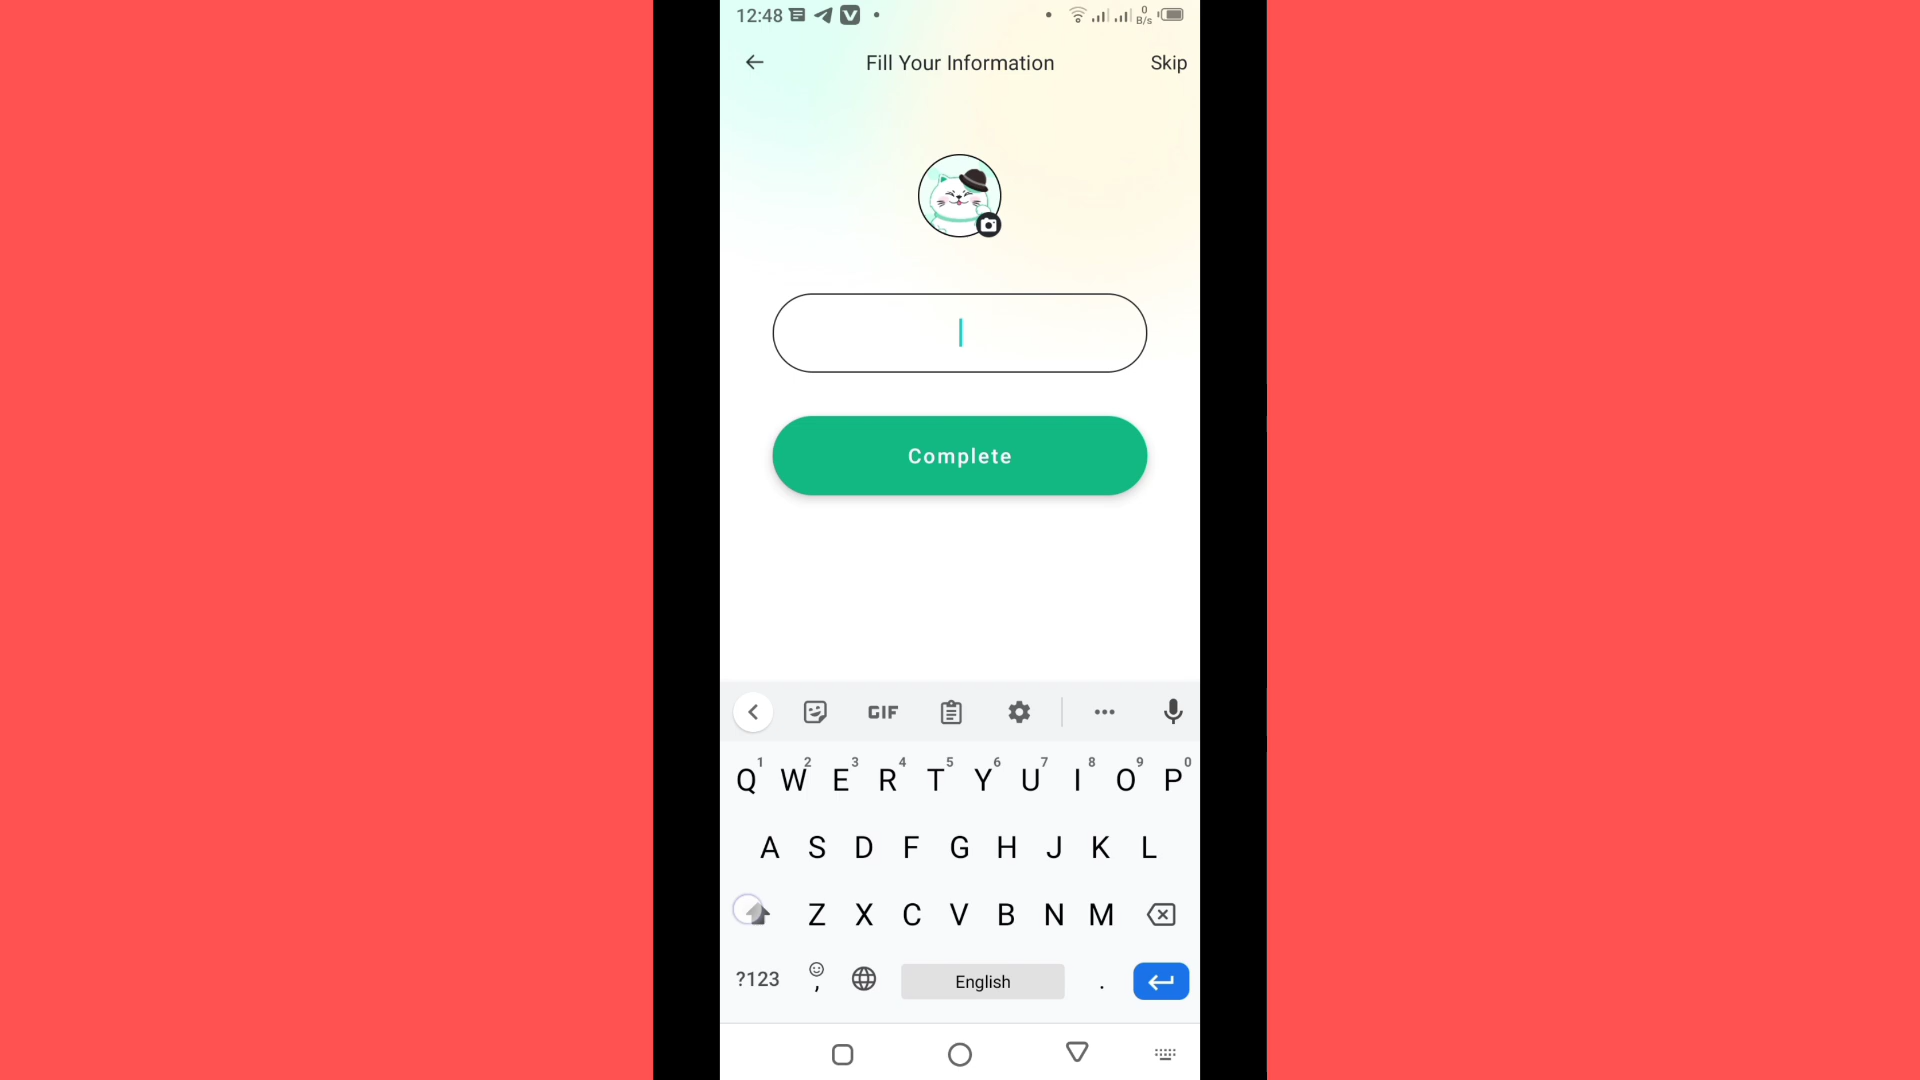 12:48
0
B/s
Fill Your Information
Skip
Complete
GIF
Q1 W2 E3 R4 T5 Y6 U7 I8 O9 P0
A S D F G H J K L
Z X C V B N M
?123 , English .